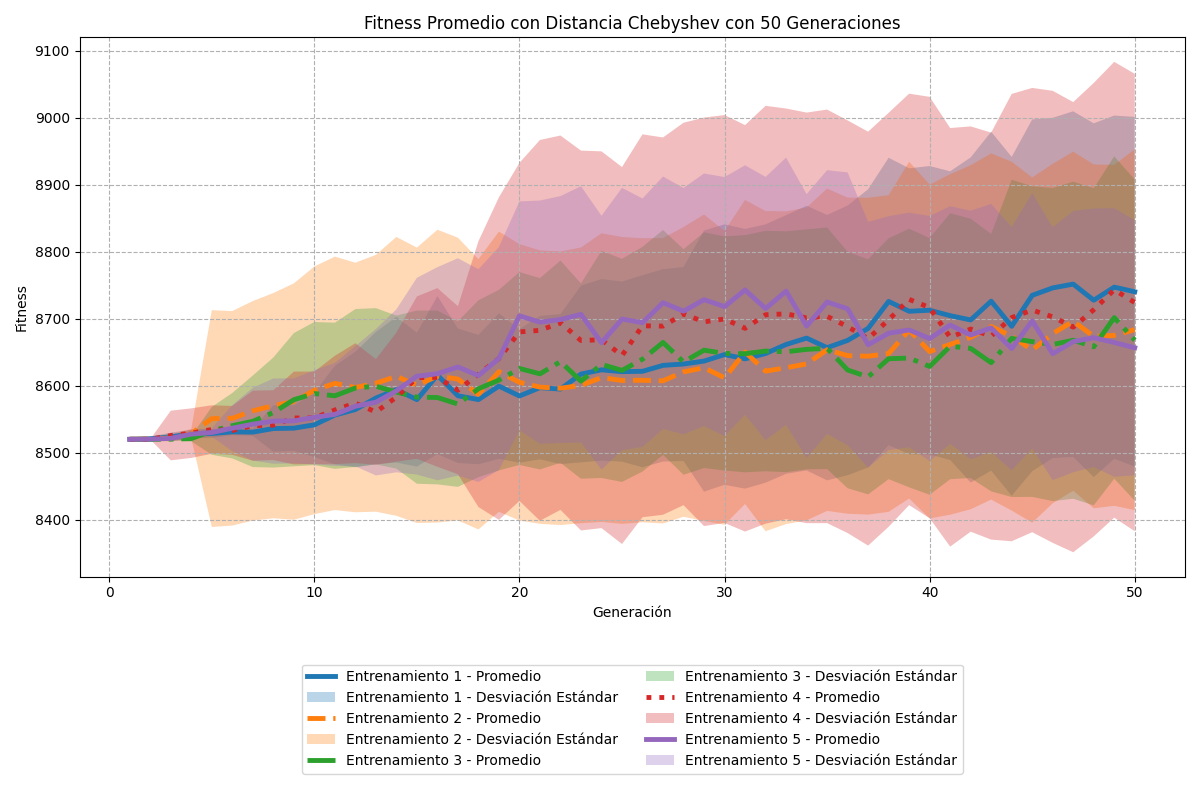 Fitness Promedio con Distancia Chebyshev con 50 Generaciones
9100
9000
8900
8800
8700
8600
8500
8400
Fitness
0 10 20 30 40 50
Generación
Entrenamiento 1 - Promedio
Entrenamiento 1 - Desviación Estándar
Entrenamiento 2 - Promedio
Entrenamiento 2 - Desviación Estándar
Entrenamiento 3 - Promedio
Entrenamiento 3 - Desviación Estándar
Entrenamiento 4 - Promedio
Entrenamiento 4 - Desviación Estándar
Entrenamiento 5 - Promedio
Entrenamiento 5 - Desviación Estándar